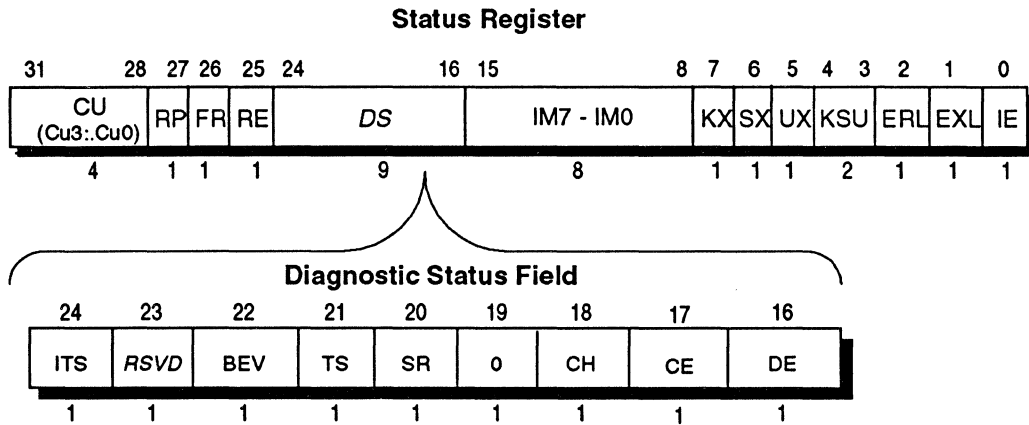 Status Register
31 28 27 26 25 24 16 15 8 7 6 5 4 3 2 1 0
CU RP FR RE DS IM7 - IM0 KX SX UX KSU ERL EXL IE
(Cu3:.Cu0)
4 1 1 1 9 8 1 1 1 2 1 1 1
Diagnostic Status Field
24 23 22 21 20 19 18 17 16
ITS RSVD BEV TS SR 0 CH CE DE
1 1 1 1 1 1 1 1 1